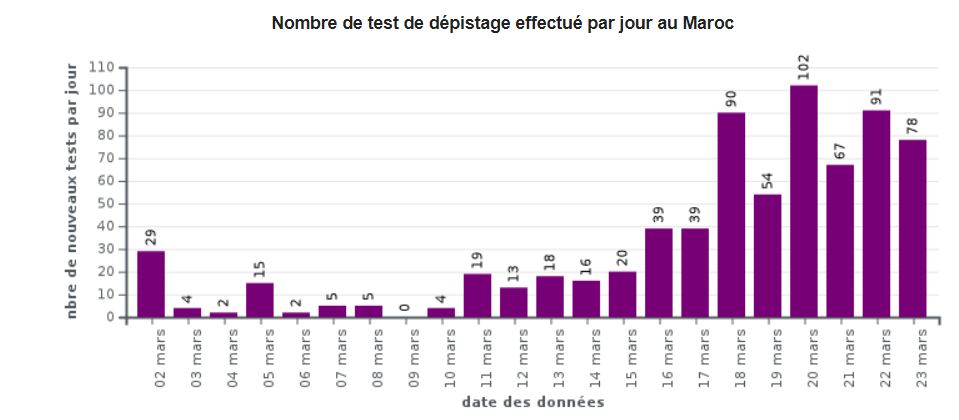 Nombre de test de dépistage effectué par jour au Maroc
nbre de nouveaux tests par jour
110
100
90
80
70
60
50
40
30
20
10
0
29
4
2
15
2
5
5
0
4
19
13
18
16
20
39
39
90
54
102
67
91
78
02 mars
03 mars
04 mars
05 mars
06 mars
07 mars
08 mars
09 mars
10 mars
11 mars
12 mars
13 mars
14 mars
15 mars
16 mars
17 mars
18 mars
19 mars
20 mars
21 mars
22 mars
23 mars
date des données